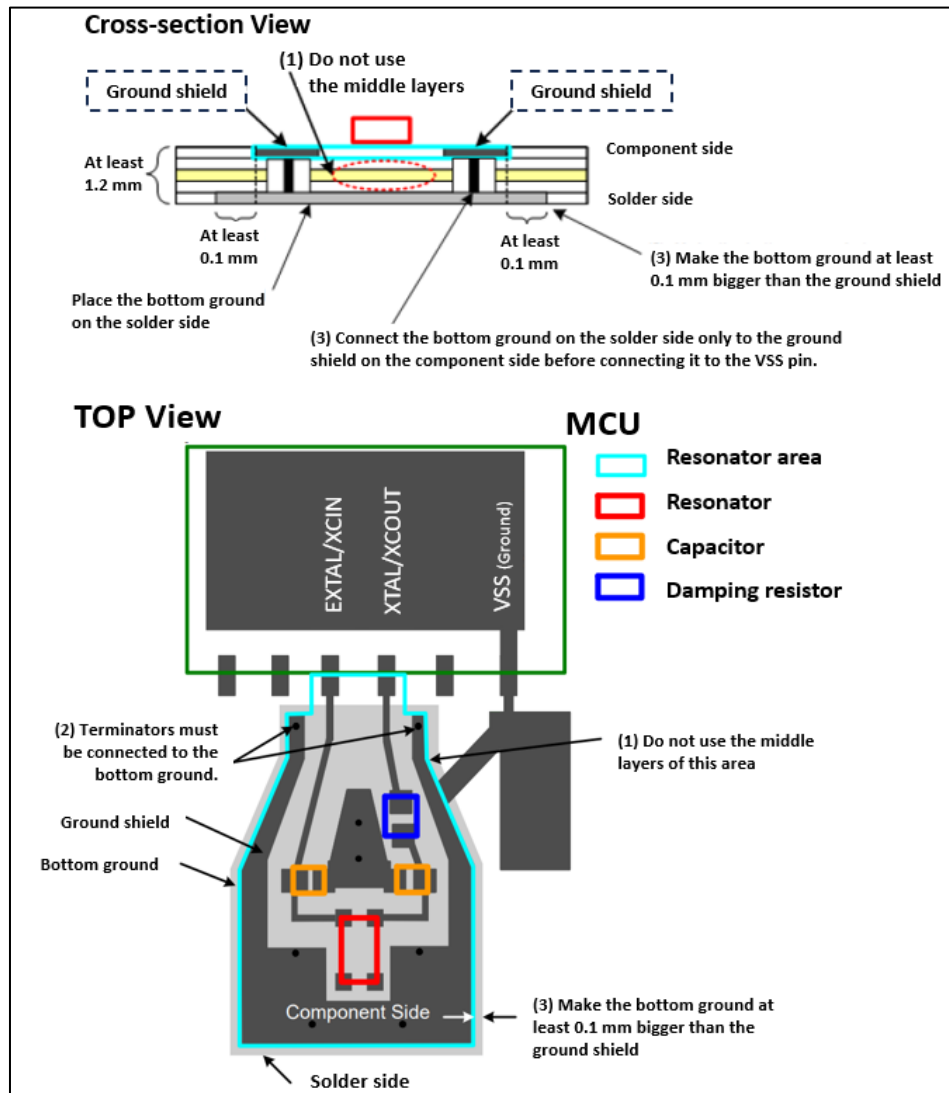 Cross-section View
(1) Do not use
the middle layers
Ground shield
Ground shield
At least
1.2 mm
Component side
Solder side
At least
0.1 mm
At least
0.1 mm
(3) Make the bottom ground at least
0.1 mm bigger than the ground shield
Place the bottom ground
on the solder side
(3) Connect the bottom ground on the solder side only to the ground
shield on the component side before connecting it to the VSS pin.
TOP View
MCU
EXTAL/XCIN
XTAL/XCOUT
VSS (Ground)
Resonator area
Resonator
Capacitor
Damping resistor
(2) Terminators must
be connected to the
bottom ground.
(1) Do not use the middle
layers of this area
Ground shield
Bottom ground
Component Side
(3) Make the bottom ground at
least 0.1 mm bigger than the
ground shield
Solder side